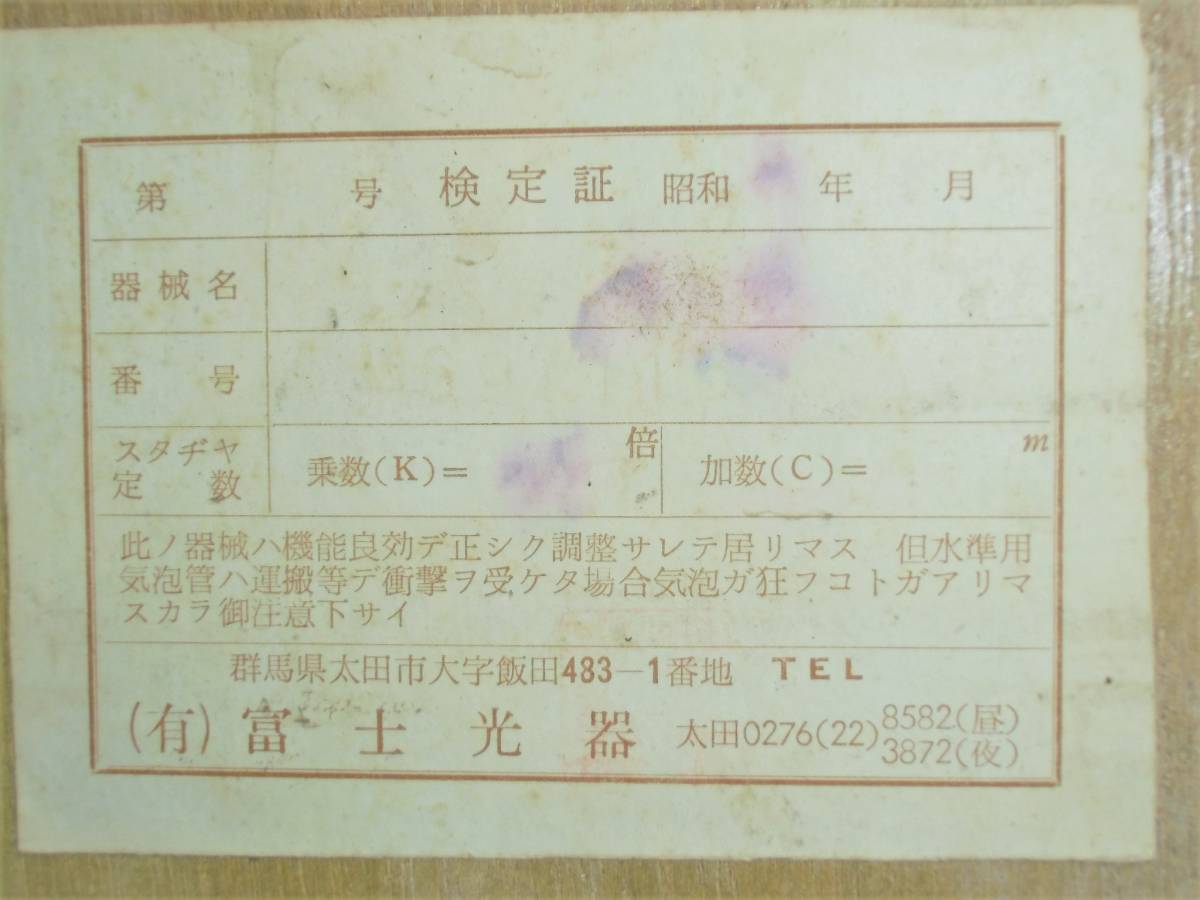 第 号 検定証 昭和 年 月
器械名
番号
スタヂヤ定数 乗数(K)= 倍 加数(C)= m
此ノ器械ハ機能良効デ正シク調整サレテ居リマス 但水準用
気泡管ハ運搬等デ衝撃ヲ受ケタ場合気泡ガ狂フコトガアリマ
スカラ御注意下サイ
群馬県太田市大字飯田483-1番地 TEL
(有)富士光器 太田0276(22)8582(昼)
3872(夜)